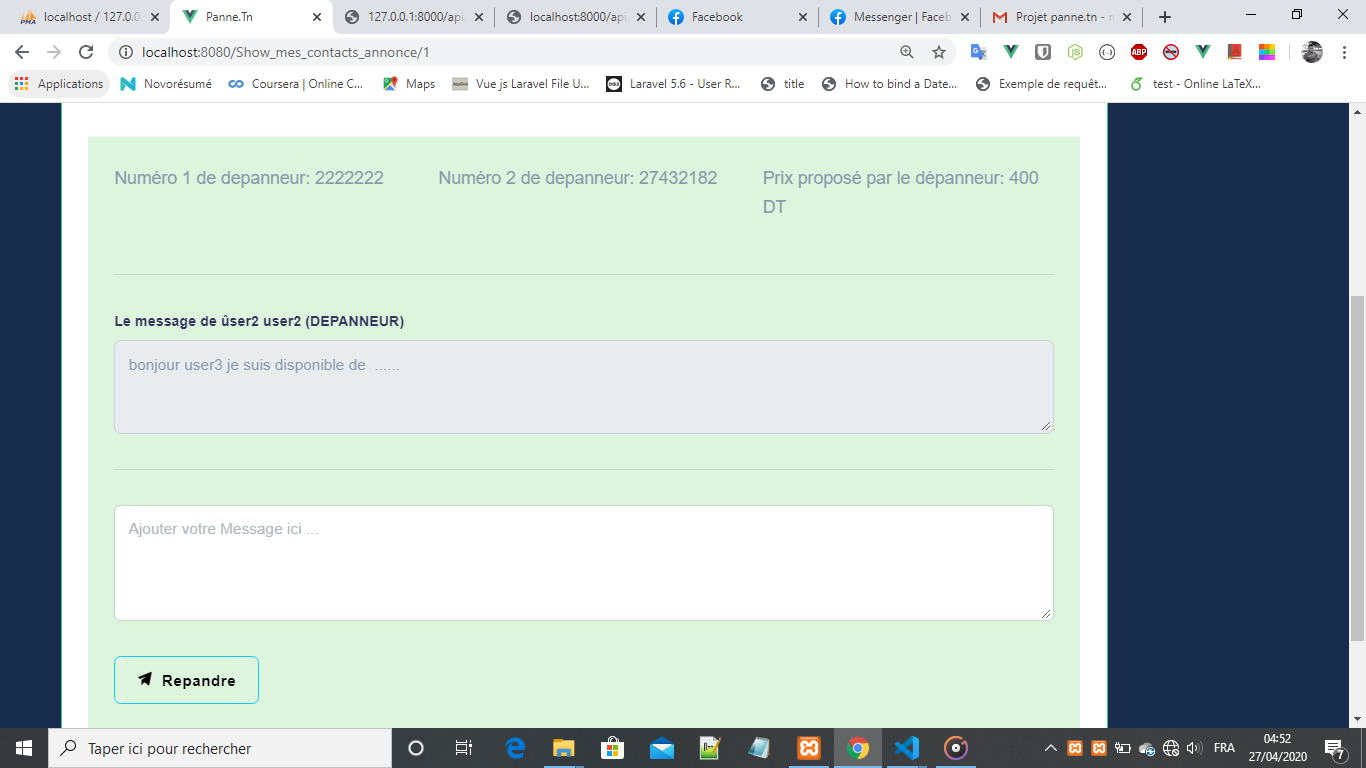 localhost / 127.0.0
Panne.Tn
127.0.0.1:8000/api
localhost:8000/api
Facebook
Messenger | Faceb
Projet panne.tn - n
localhost:8080/Show_mes_contacts_annonce/1
ABP
Applications
Novorésumé
Coursera | Online C...
Maps
Vue js Laravel File U...
Laravel 5.6 - User R...
title
How to bind a Date...
Exemple de requêt...
test - Online LaTeX...
Numéro 1 de depanneur: 2222222
Numéro 2 de depanneur: 27432182
Prix proposé par le dépanneur: 400
DT
Le message de ûser2 user2 (DEPANNEUR)
bonjour user3 je suis disponible de ......
Ajouter votre Message ici ...
Repandre
Taper ici pour rechercher
FRA
04:52
27/04/2020
7